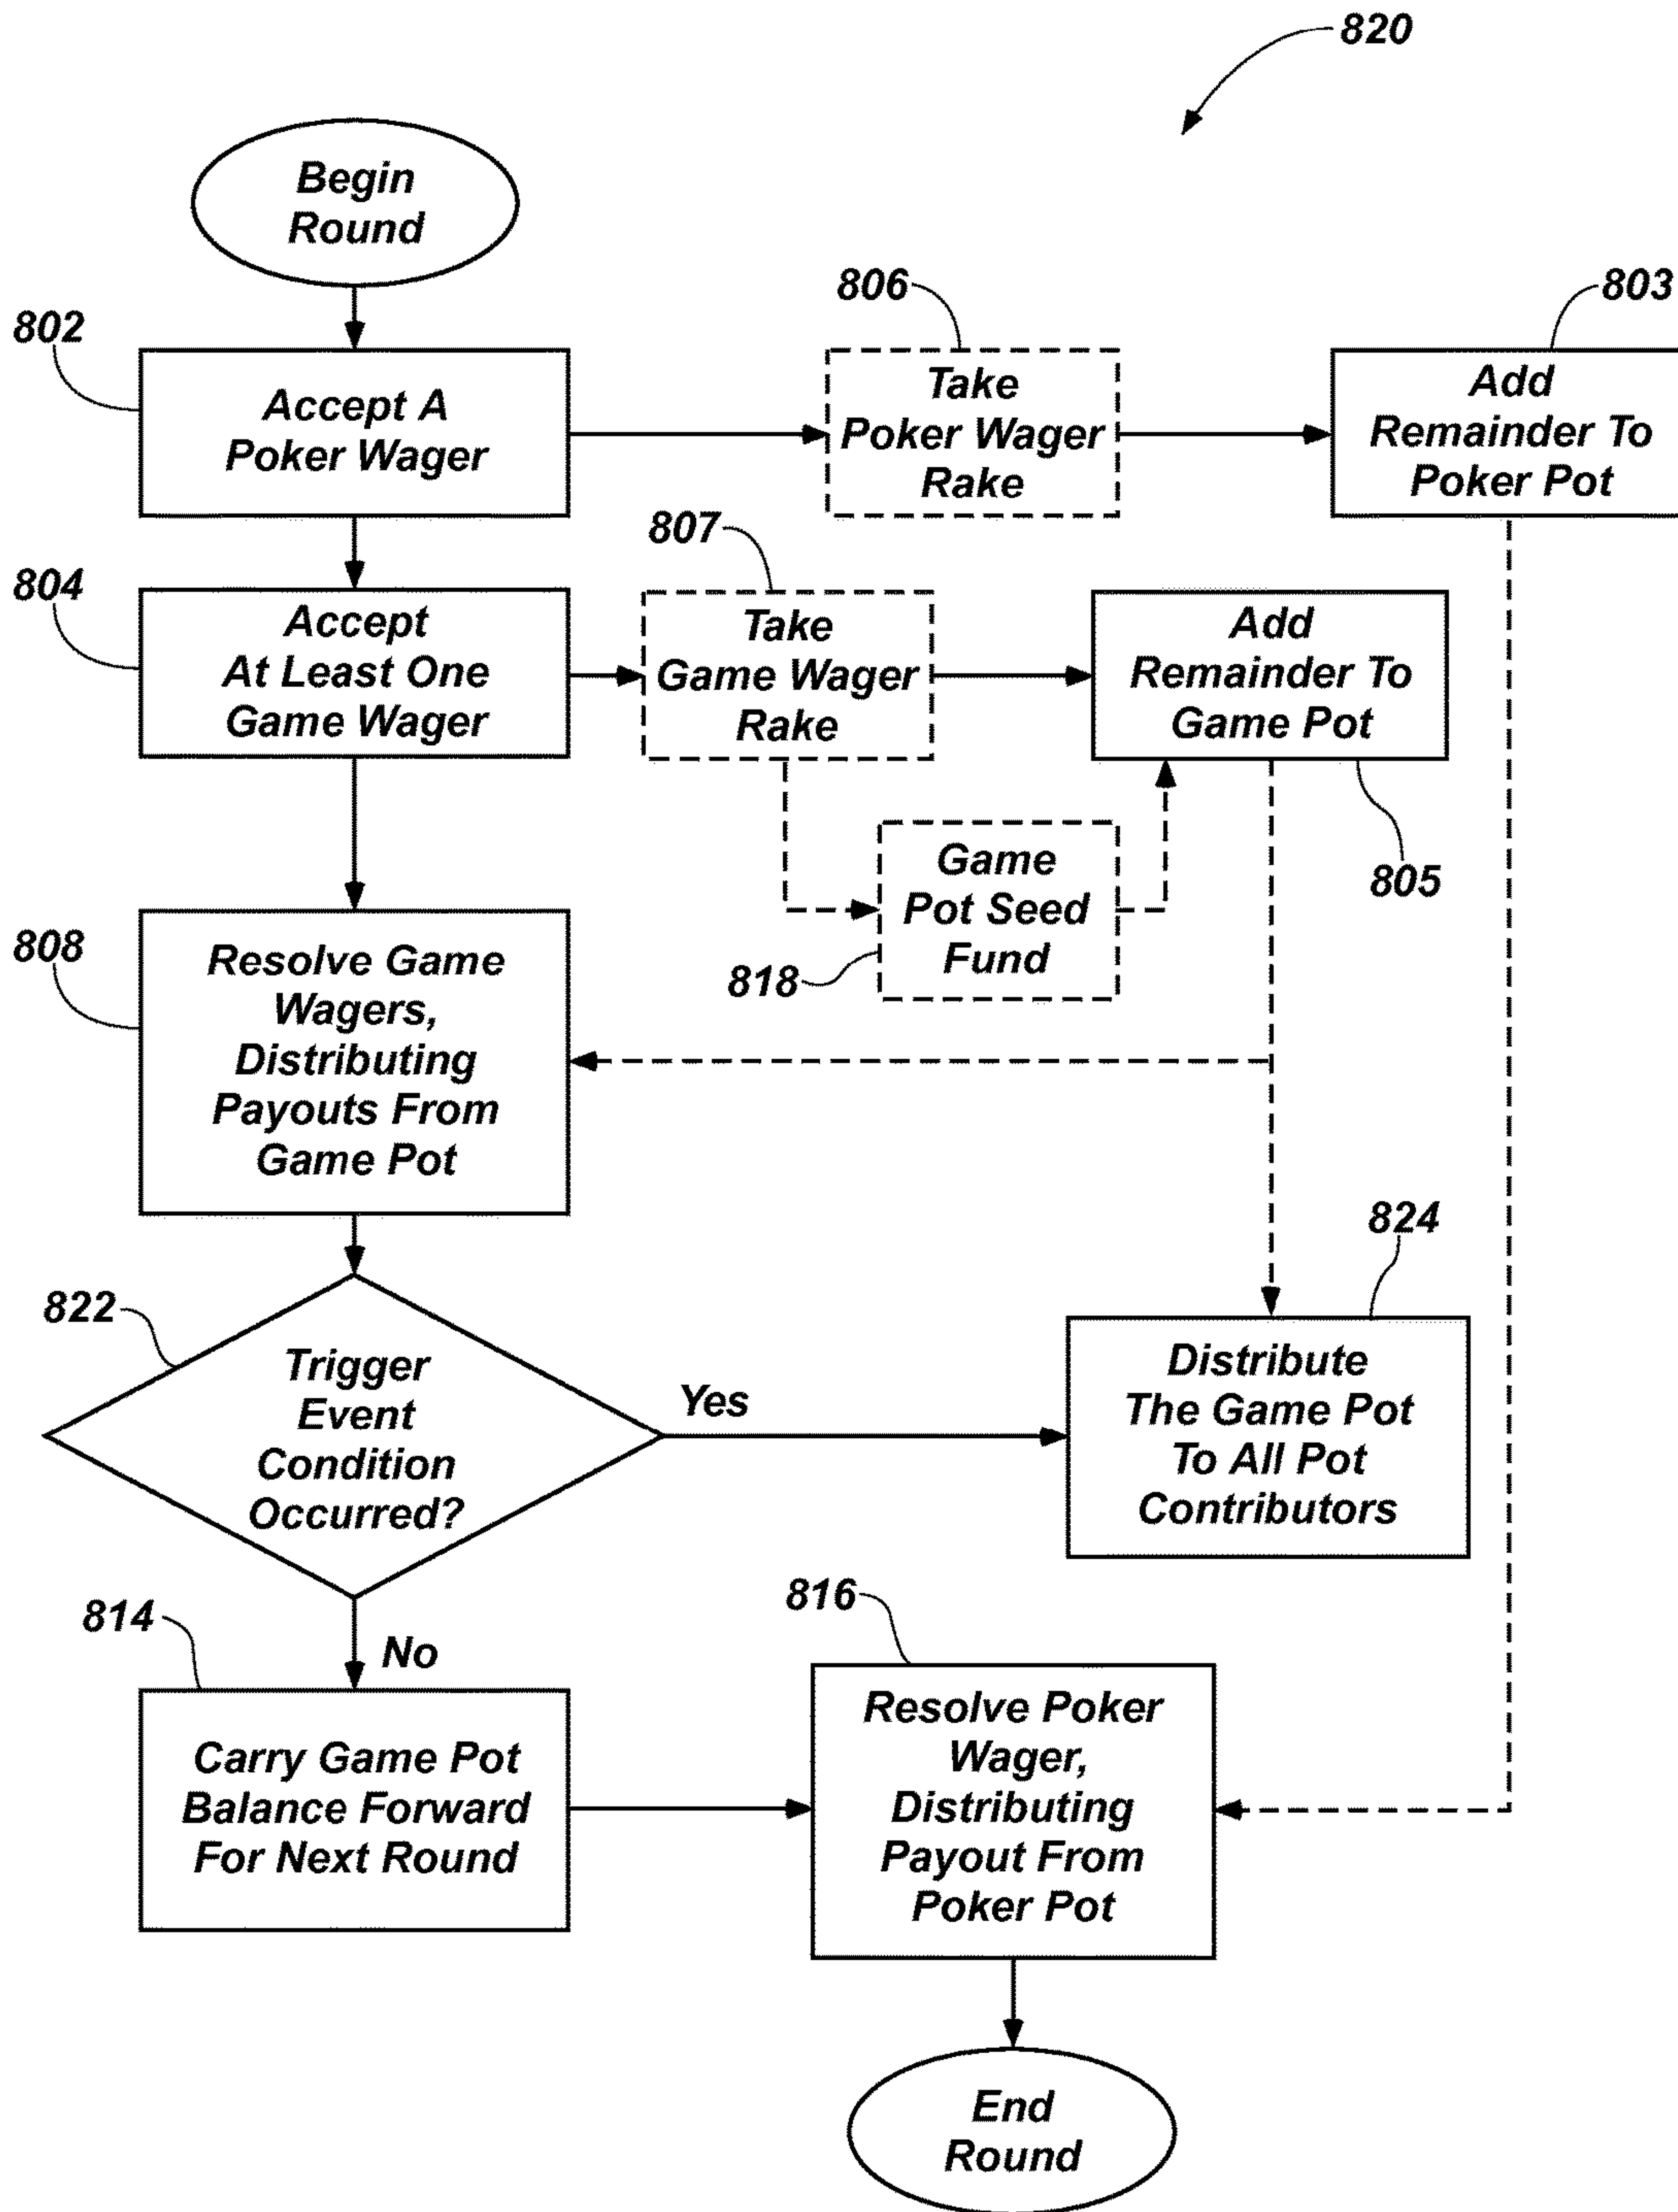 820
Begin
Round
806
803
802
Accept A
Poker Wager
Take
Poker Wager
Rake
Add
Remainder To
Poker Pot
807
804
Accept
At Least One
Game Wager
Take
Game Wager
Rake
Add
Remainder To
Game Pot
805
Game
Pot Seed
Fund
818
808
Resolve Game
Wagers,
Distributing
Payouts From
Game Pot
824
822
Trigger
Event
Condition
Occurred?
Yes
Distribute
The Game Pot
To All Pot
Contributors
814
No
816
Carry Game Pot
Balance Forward
For Next Round
Resolve Poker
Wager,
Distributing
Payout From
Poker Pot
End
Round